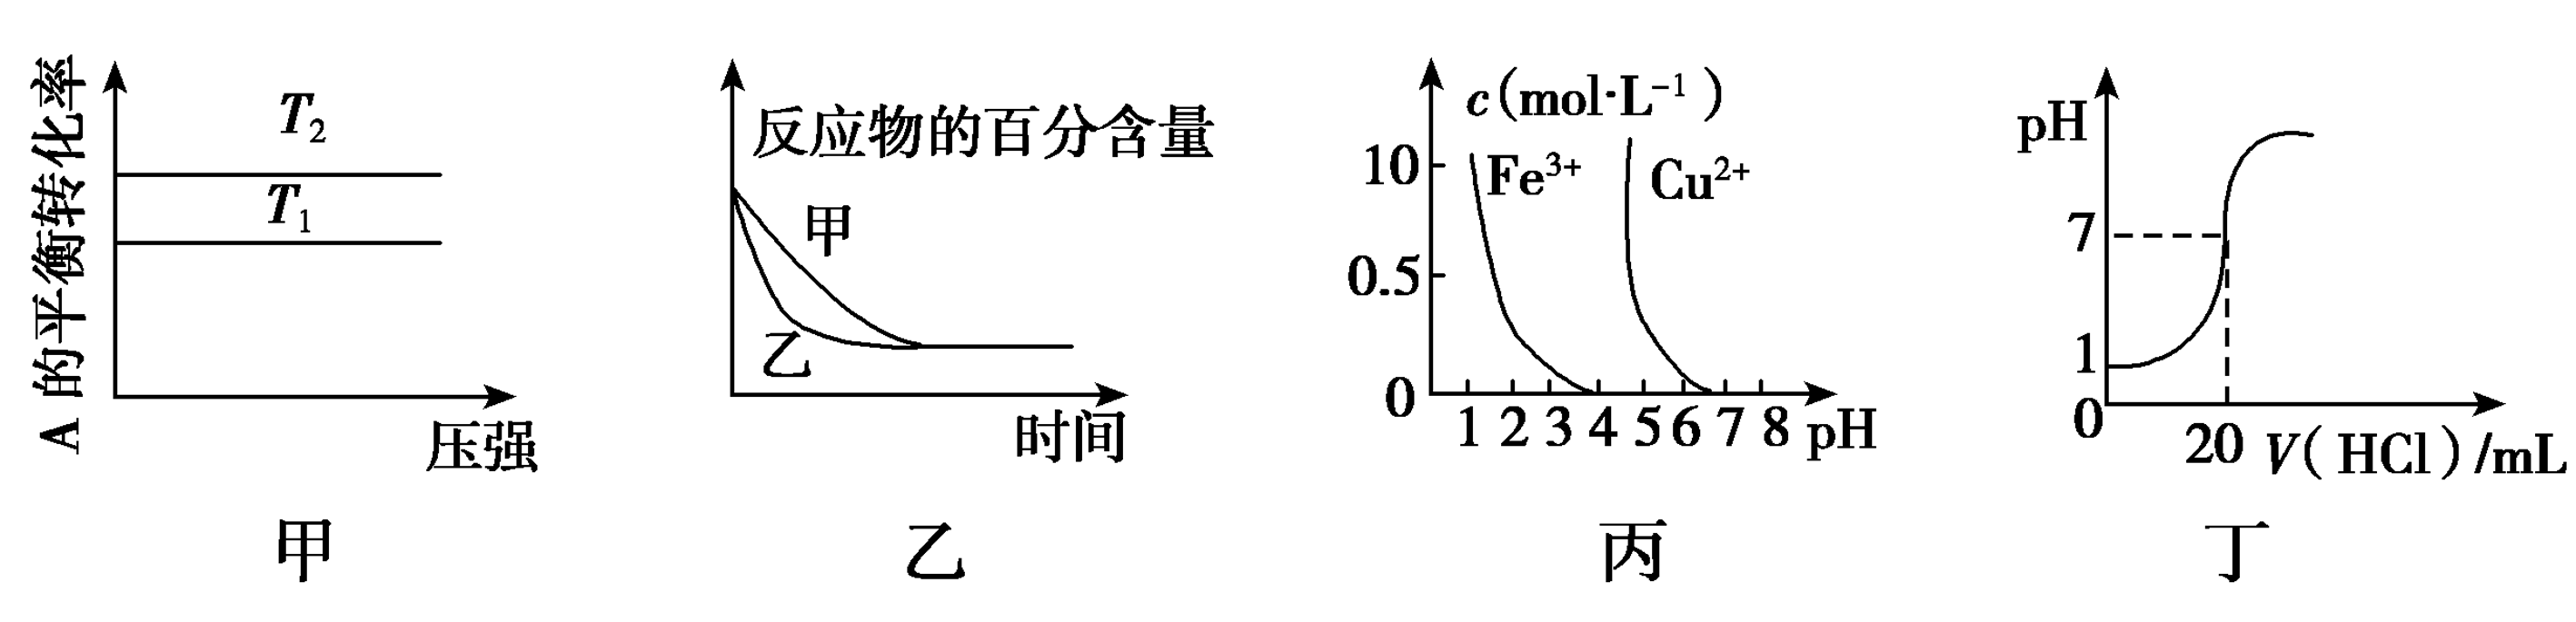 A 的平衡转化率
T₂
T₁
压强
甲
反应物的百分含量
甲
乙
时间
乙
c(mol·L⁻¹)
10
Fe³⁺
Cu²⁺
0.5
0
1 2 3 4 5 6 7 8 pH
丙
pH
7
1
0
20 V(HCl)/mL
丁